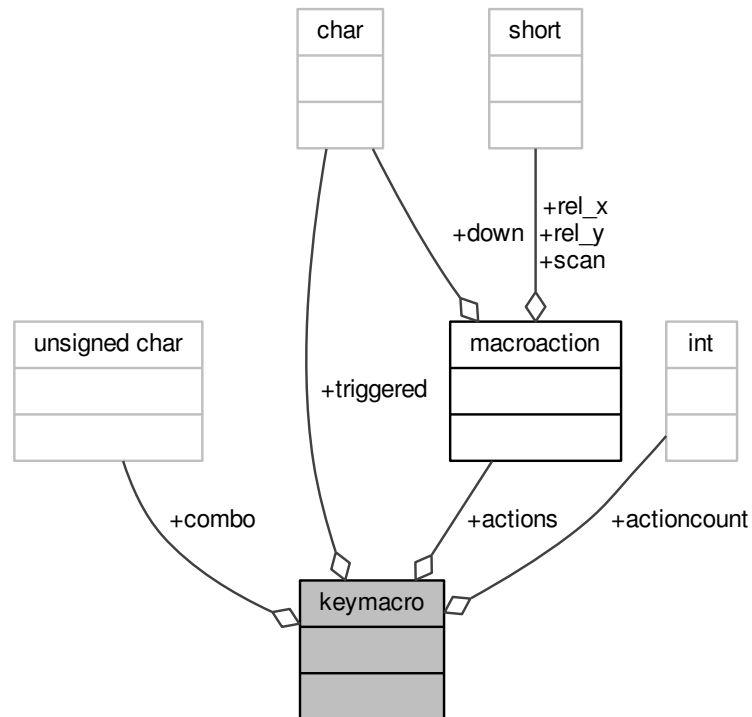 char
short
+rel_x
+rel_y
+scan
+down
unsigned char
macroaction
int
+triggered
+combo
+actions
+actioncount
keymacro